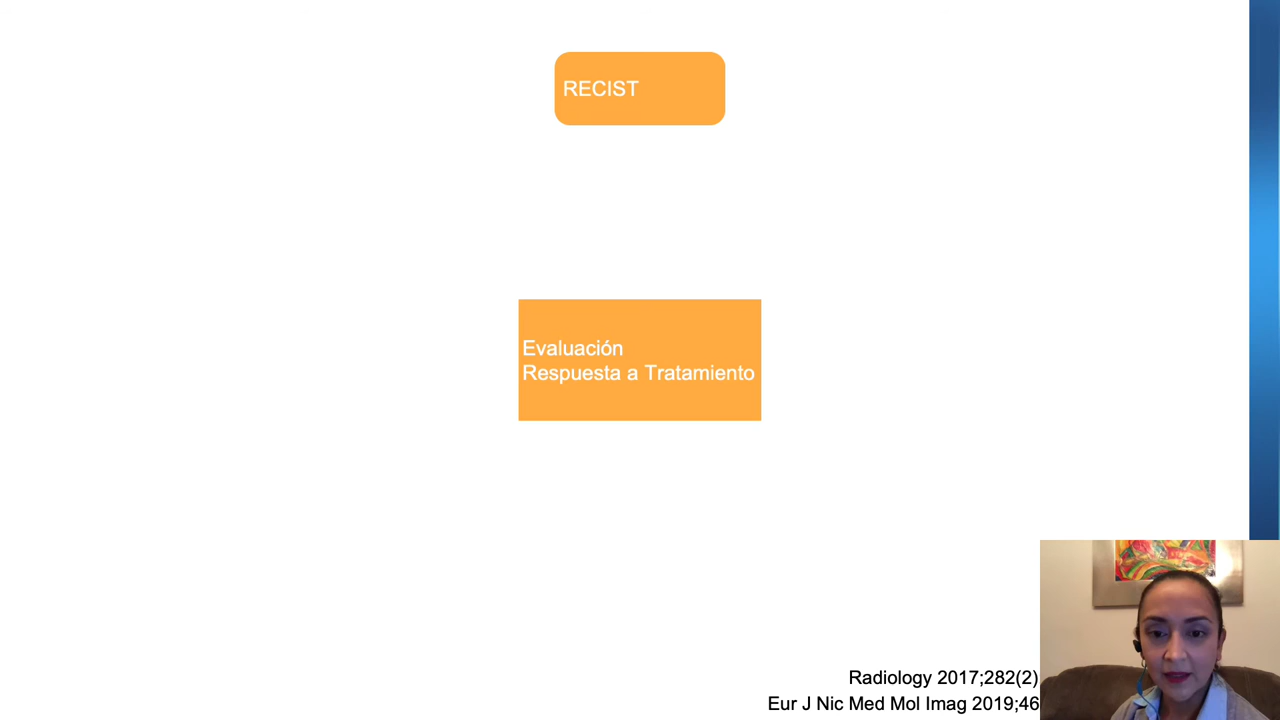 RECIST
Evaluación
Respuesta a Tratamiento
Radiology 2017;282(2)
Eur J Nic Med Mol Imag 2019;46